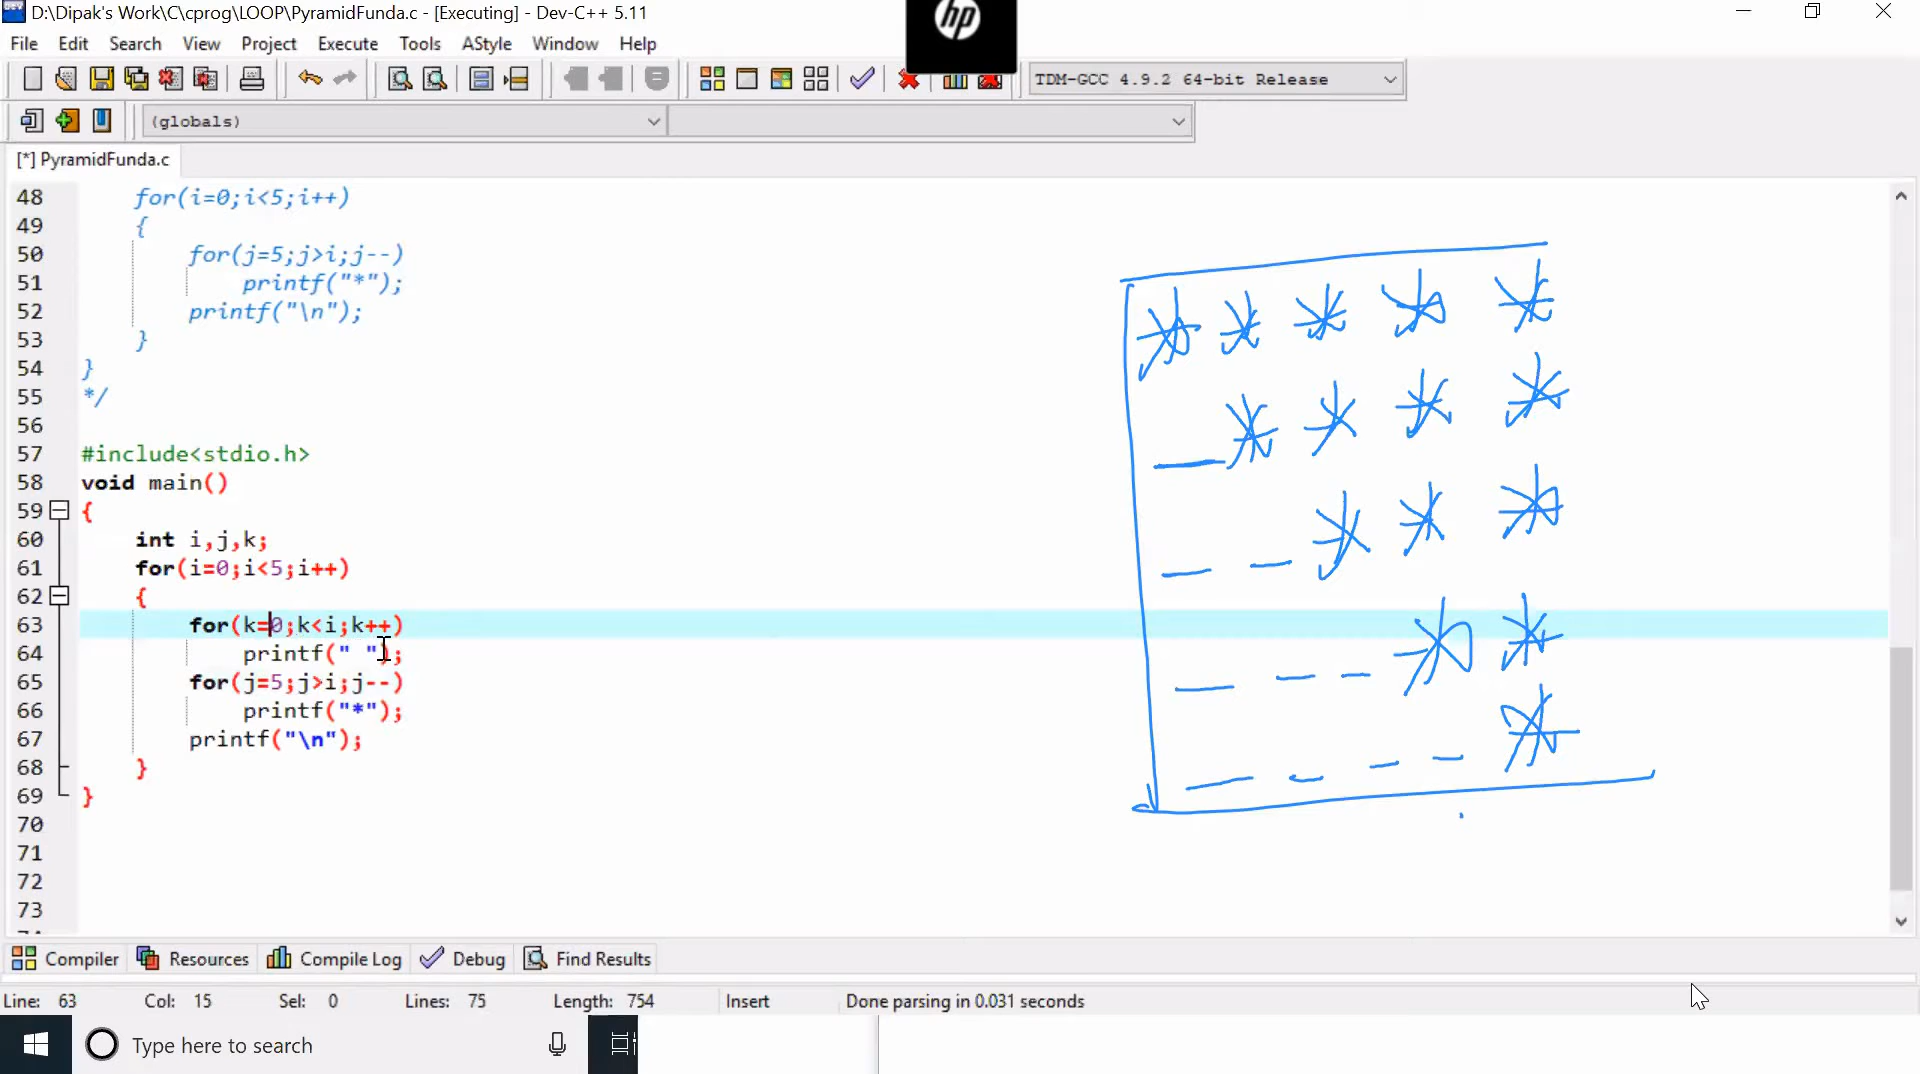 D:\Dipak's Work\C\cprog\LOOP\PyramidFunda.c - [Executing] - Dev-C++ 5.11
hp
File Edit Search View Project Execute Tools AStyle Window Help
TDM-GCC 4.9.2 64-bit Release
(globals)
[*] PyramidFunda.c
48 for(i=0;i<5;i++)
49 {
50 for(j=5;j>i;j--)
51 printf("*");
52 printf("\n");
53 }
54 }
55 */
56
57 #include<stdio.h>
58 void main()
59 {
60 int i,j,k;
61 for(i=0;i<5;i++)
62 {
63 for(k=0;k<i;k++)
64 printf(" ");
65 for(j=5;j>i;j--)
66 printf("*");
67 printf("\n");
68 }
69 }
70
71
72
73
* * * * *
_ * * * *
_ _ * * *
_ _ _ * *
_ _ _ _ *
Compiler Resources Compile Log Debug Find Results
Line: 63 Col: 15 Sel: 0 Lines: 75 Length: 754 Insert Done parsing in 0.031 seconds
Type here to search